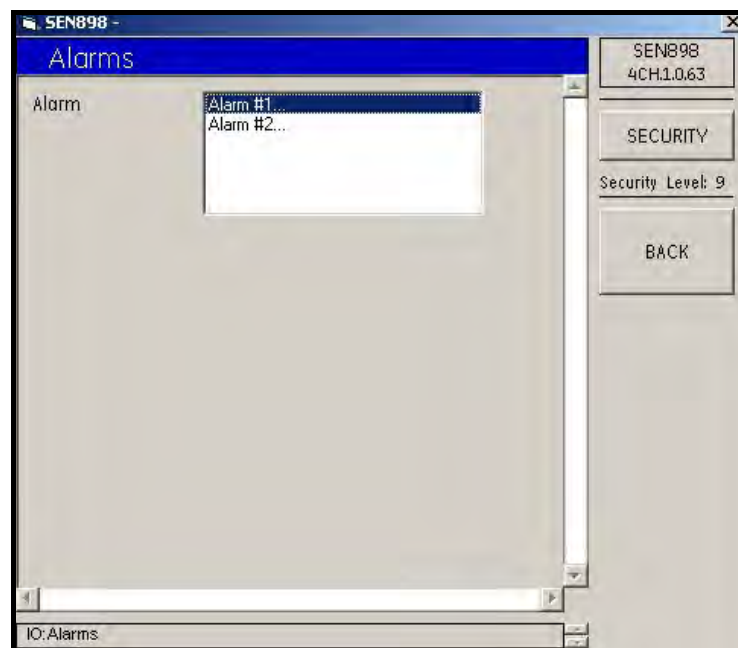 SEN898 -
Alarms
Alarm
Alarm #1...
Alarm #2...
SEN898
4CH.1.0.63
SECURITY
Security Level: 9
BACK
IO:Alarms